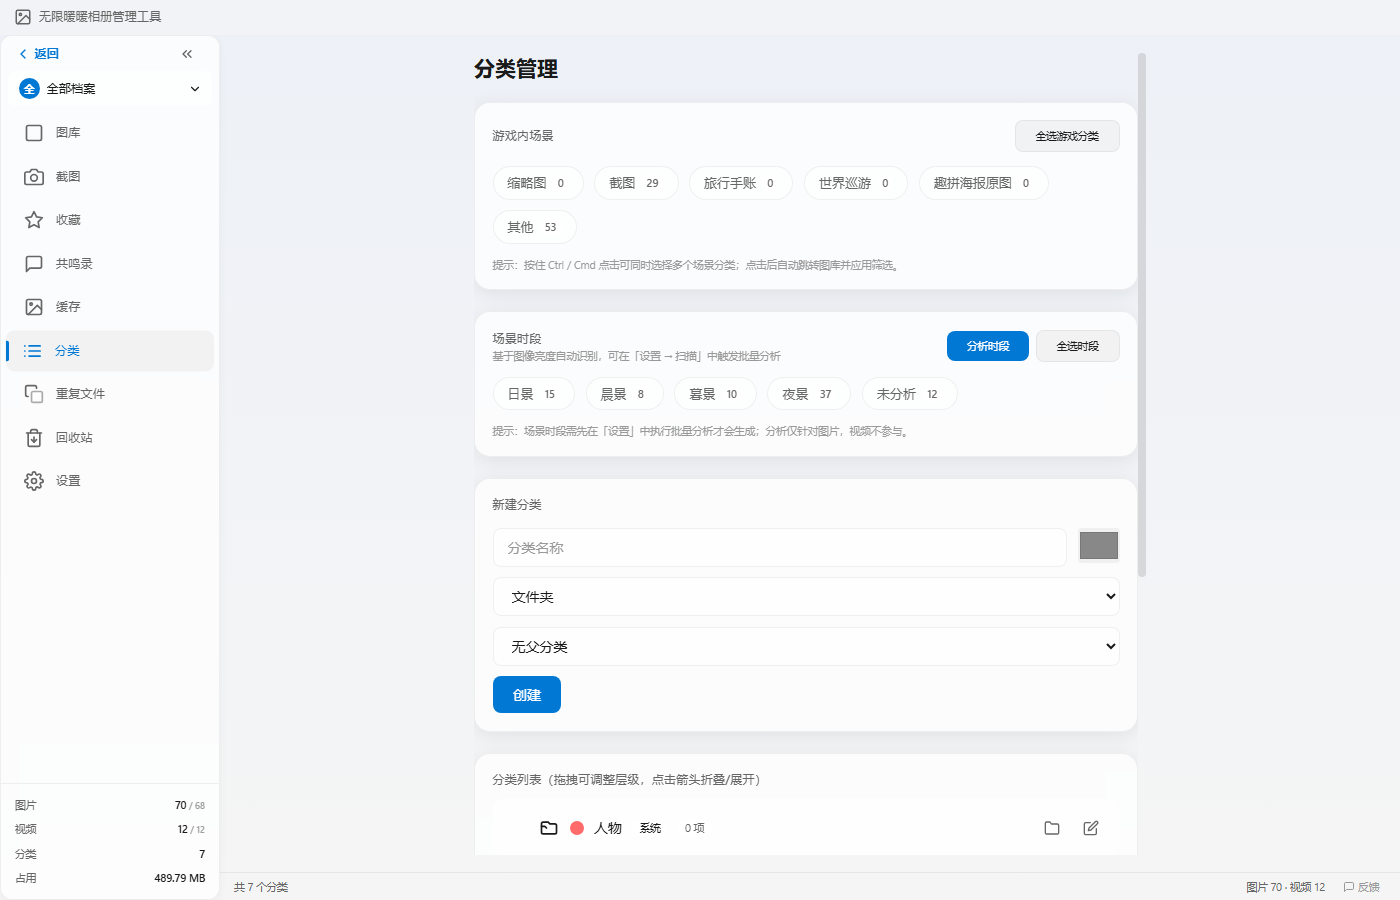 无限暖暖相册管理工具
返回
全 全部档案
图库
截图
收藏
共鸣录
缓存
分类
重复文件
回收站
设置
图片 70 / 68
视频 12 / 12
分类 7
占用 489.79 MB
分类管理
游戏内场景 全选游戏分类
缩略图 0 截图 29 旅行手账 0 世界巡游 0 趣拼海报原图 0
其他 53
提示：按住 Ctrl / Cmd 点击可同时选择多个场景分类；点击后自动跳转图库并应用筛选。
场景时段
基于图像亮度自动识别，可在「设置 → 扫描」中触发批量分析
分析时段 全选时段
日景 15 晨景 8 暮景 10 夜景 37 未分析 12
提示：场景时段需先在「设置」中执行批量分析才会生成；分析仅针对图片，视频不参与。
新建分类
分类名称
文件夹
无父分类
创建
分类列表（拖拽可调整层级，点击箭头折叠/展开）
人物 系统 0 项
共 7 个分类
图片 70 · 视频 12 反馈